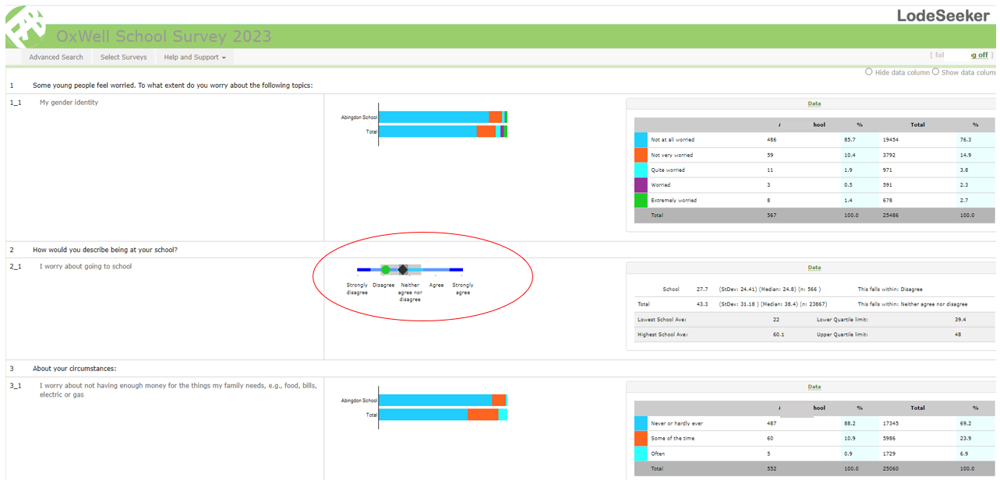 LodeSeeker
FAB
OxWell School Survey 2023
Advanced Search Select Surveys Help and Support
[ fal g off ]
Hide data column Show data colum
1 Some young people feel worried. To what extent do you worry about the following topics:
1_1 My gender identity
Abingdon School
Total
Data
hool % Total %
Not at all worried 486 85.7 19454 76.3
Not very worried 59 10.4 3792 14.9
Quite worried 11 1.9 971 3.8
Worried 3 0.5 591 2.3
Extremely worried 8 1.4 678 2.7
Total 567 100.0 25486 100.0
2 How would you describe being at your school?
2_1 I worry about going to school
Strongly disagree Disagree Neither agree nor disagree Agree Strongly agree
Data
School 27.7 (StDev: 24.41) (Median: 24.8) (n: 566 ) This falls within: Disagree
Total 43.3 (StDev: 31.18 ) (Median: 38.4) (n: 23867) This falls within: Neither agree nor disagree
Lowest School Ave: 22 Lower Quartile limit: 39.4
Highest School Ave: 60.1 Upper Quartile limit: 48
3 About your circumstances:
3_1 I worry about not having enough money for the things my family needs, e.g., food, bills,
electric or gas
Abingdon School
Total
Data
hool % Total %
Never or hardly ever 487 88.2 17345 69.2
Some of the time 60 10.9 5986 23.9
Often 5 0.9 1729 6.9
Total 552 100.0 25060 100.0